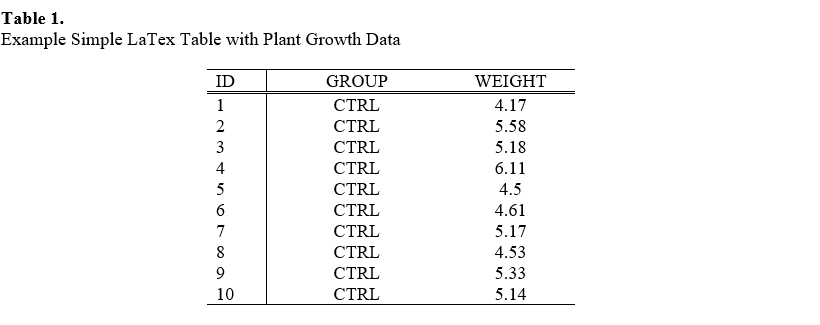 Table 1.
Example Simple LaTex Table with Plant Growth Data
ID GROUP WEIGHT
1 CTRL 4.17
2 CTRL 5.58
3 CTRL 5.18
4 CTRL 6.11
5 CTRL 4.5
6 CTRL 4.61
7 CTRL 5.17
8 CTRL 4.53
9 CTRL 5.33
10 CTRL 5.14